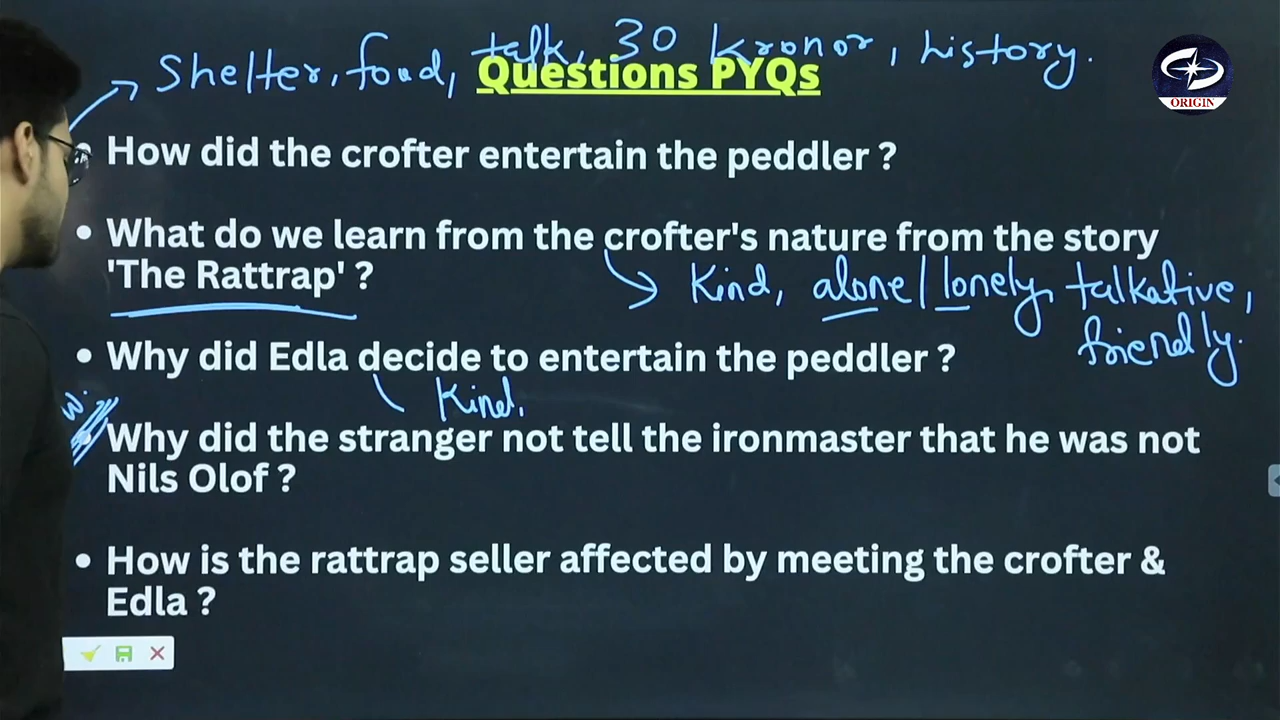 Shelter, food, talk, 30 kronor, history.
Questions PYQs
ORIGIN
• How did the crofter entertain the peddler ?
• What do we learn from the crofter's nature from the story
'The Rattrap' ?
Kind, alone/lonely, talkative,
friendly.
• Why did Edla decide to entertain the peddler ?
Kind.
Why did the stranger not tell the ironmaster that he was not
Nils Olof ?
• How is the rattrap seller affected by meeting the crofter &
Edla ?